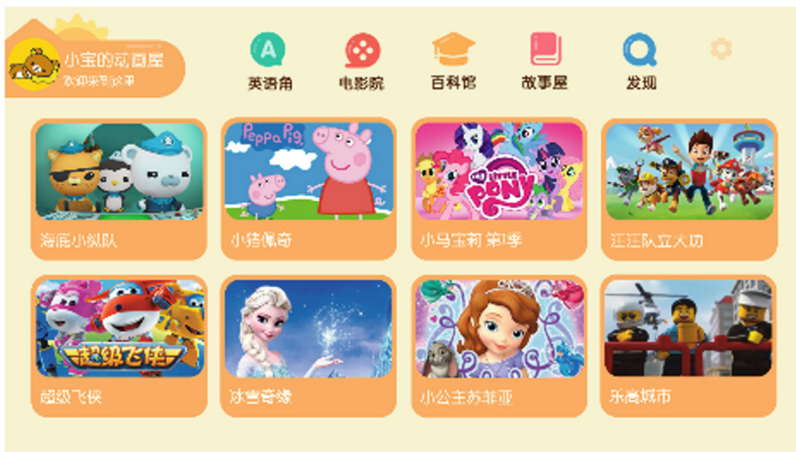 小宝的动画屋
欢迎来到这里
A
英语角
电影院
百科馆
故事屋
发现
Peppa Pig
MY LITTLE PONY
海底小纵队
小猪佩奇
小马宝莉 第1季
汪汪队立大功
超级飞侠
超级飞侠
冰雪奇缘
小公主苏菲亚
乐高城市